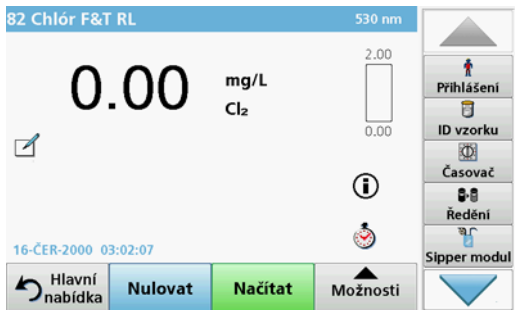 82 Chlór F&T RL
530 nm
2.00
0.00
mg/L
Cl₂
0.00
16-ČER-2000 03:02:07
Hlavní
nabídka
Nulovat
Načítat
Možnosti
Přihlášení
ID vzorku
Časovač
Ředění
Sipper modul